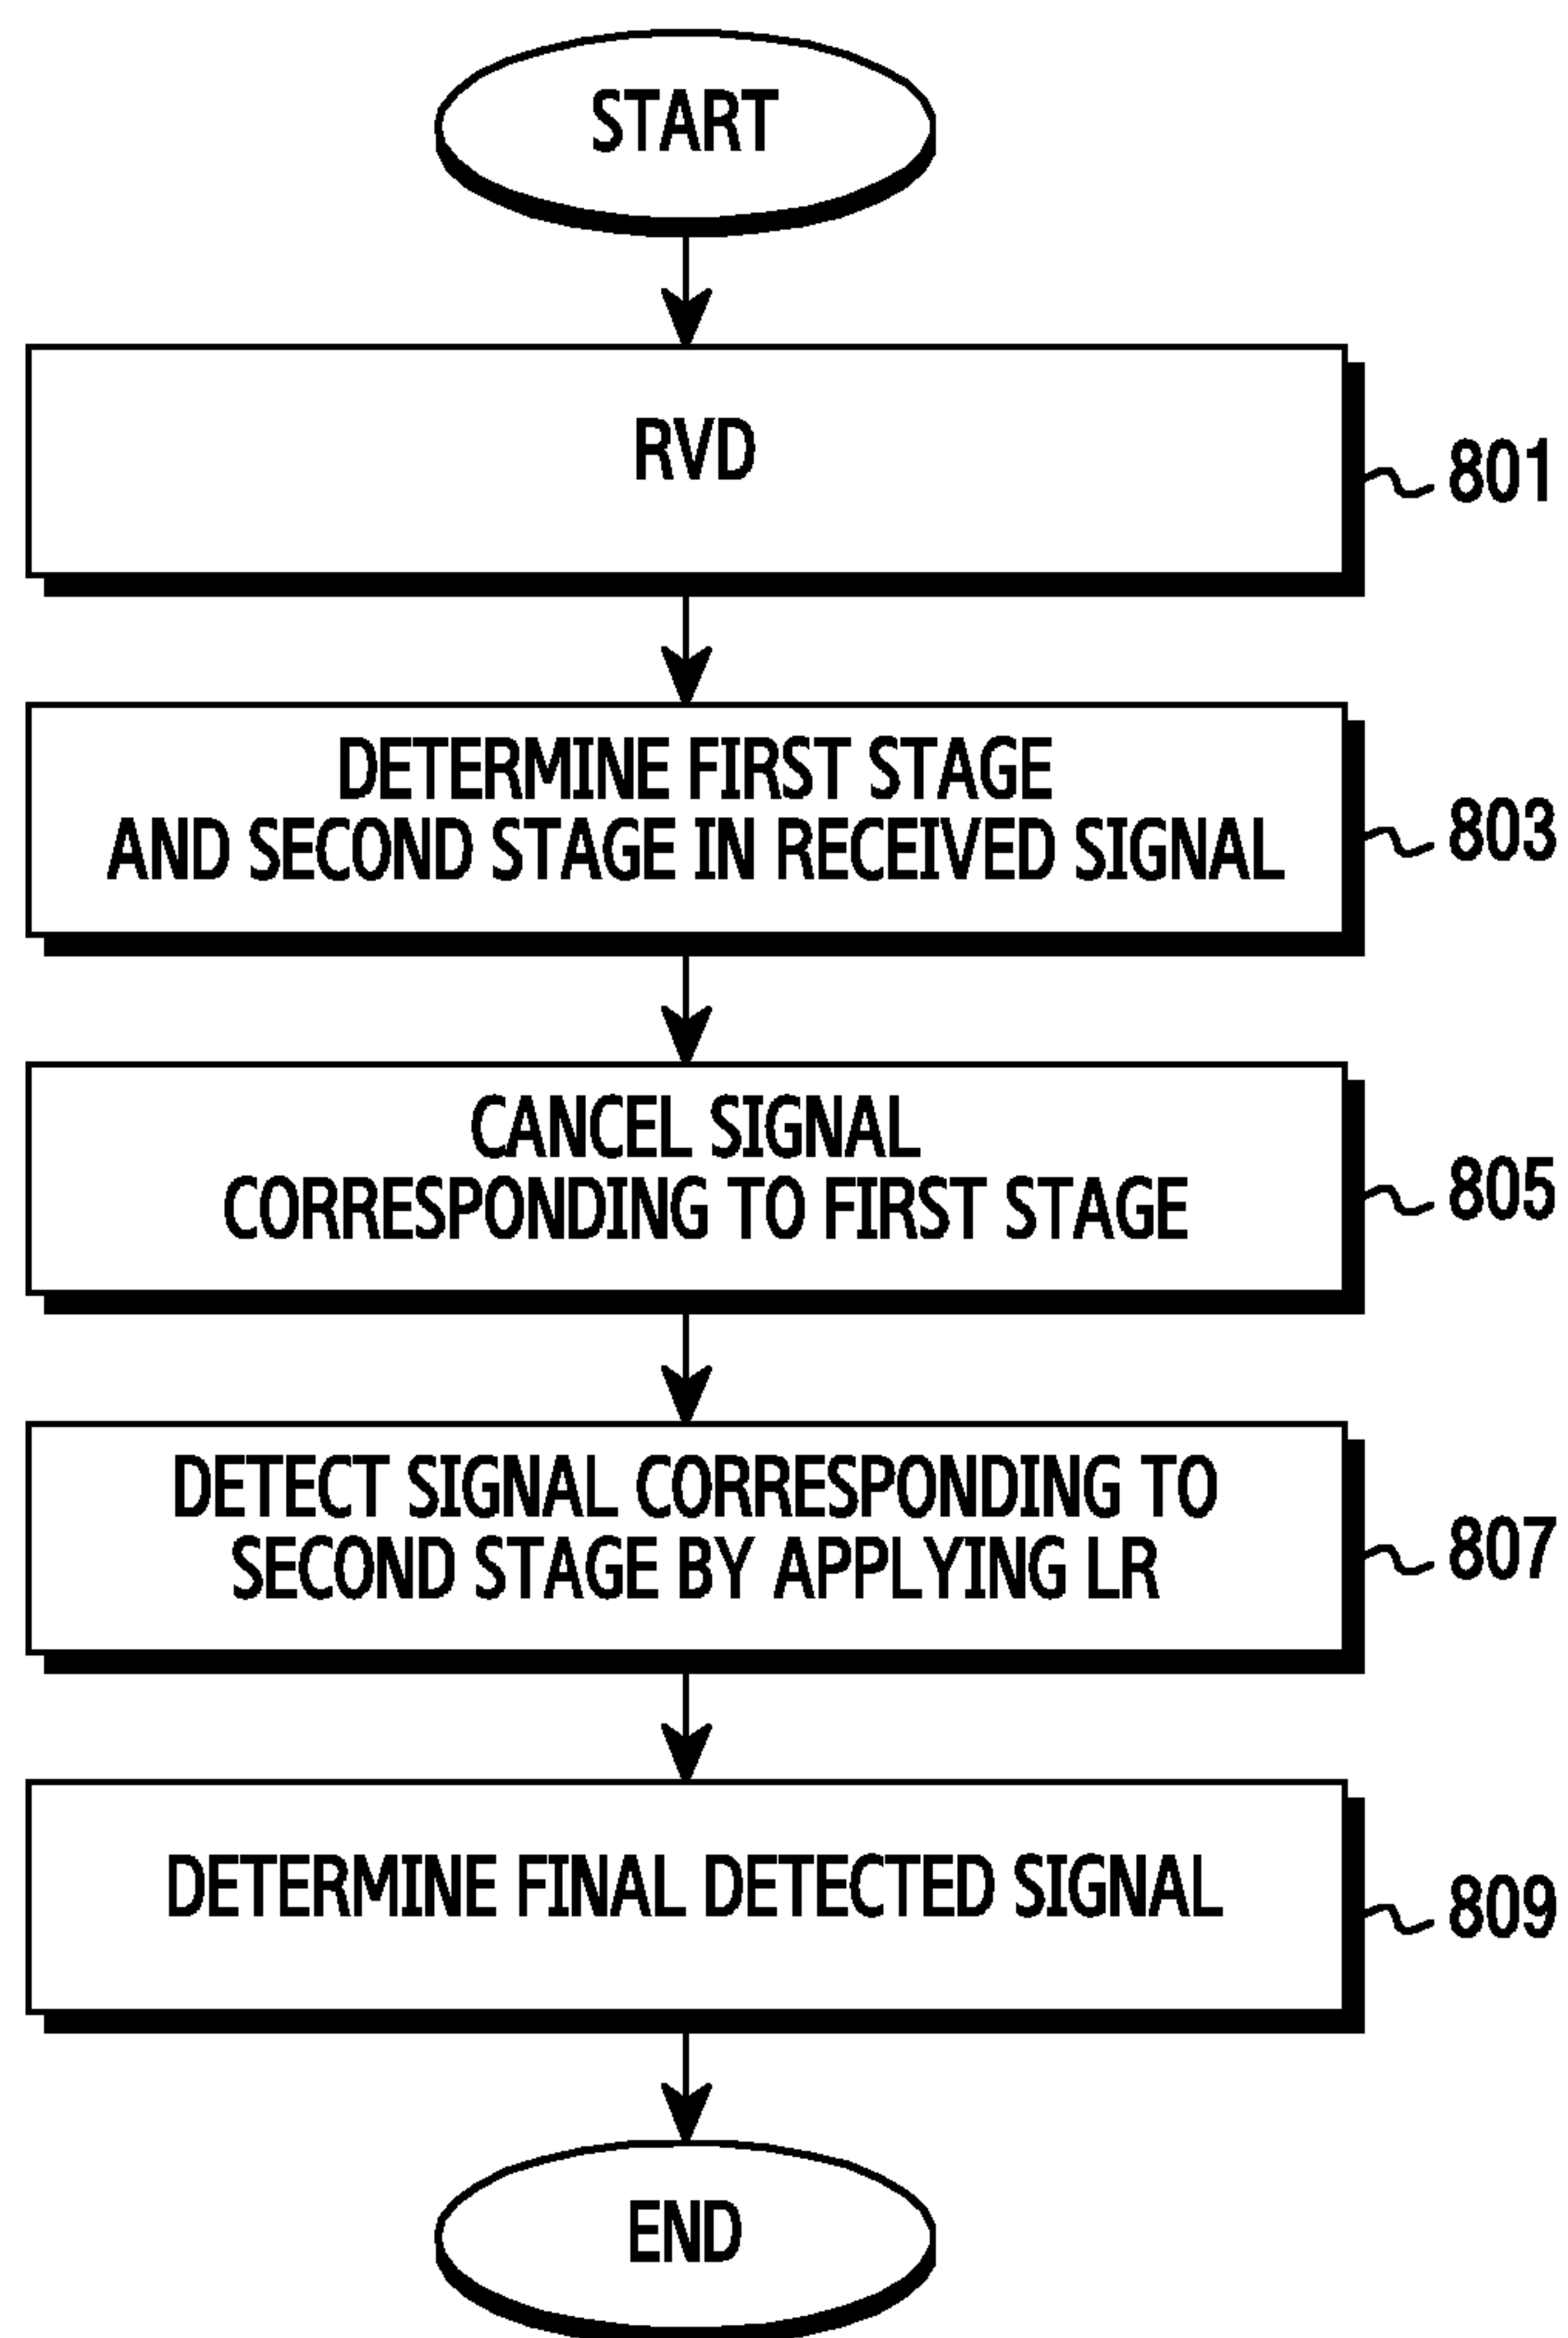 START
RVD
801
DETERMINE FIRST STAGE
AND SECOND STAGE IN RECEIVED SIGNAL
803
CANCEL SIGNAL
CORRESPONDING TO FIRST STAGE
805
DETECT SIGNAL CORRESPONDING TO
SECOND STAGE BY APPLYING LR
807
DETERMINE FINAL DETECTED SIGNAL
809
END